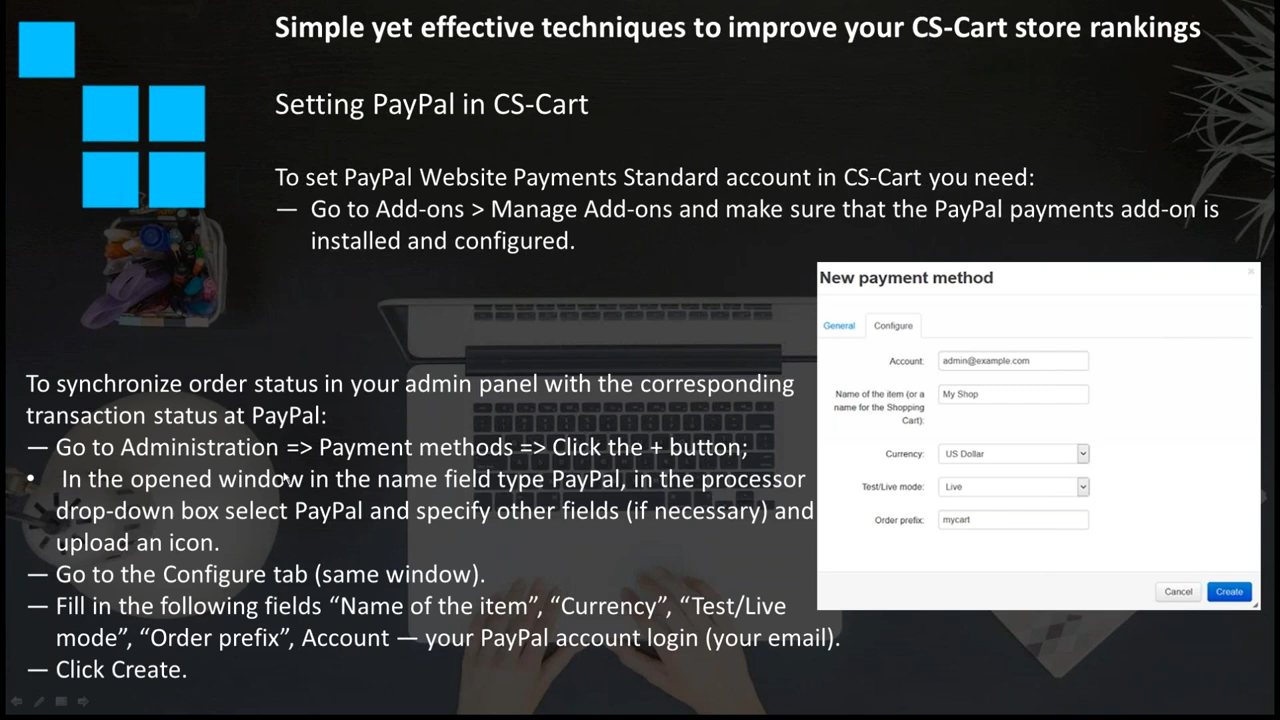 Simple yet effective techniques to improve your CS-Cart store rankings
Setting PayPal in CS-Cart
To set PayPal Website Payments Standard account in CS-Cart you need:
— Go to Add-ons > Manage Add-ons and make sure that the PayPal payments add-on is
installed and configured.
To synchronize order status in your admin panel with the corresponding
transaction status at PayPal:
— Go to Administration => Payment methods => Click the + button;
• In the opened window in the name field type PayPal, in the processor
drop-down box select PayPal and specify other fields (if necessary) and
upload an icon.
— Go to the Configure tab (same window).
— Fill in the following fields “Name of the item”, “Currency”, “Test/Live
mode”, “Order prefix”, Account — your PayPal account login (your email).
— Click Create.
New payment method
General Configure
Account: admin@example.com
Name of the item (or a My Shop
name for the Shopping
Cart):
Currency: US Dollar
Test/Live mode: Live
Order prefix: mycart
Cancel Create